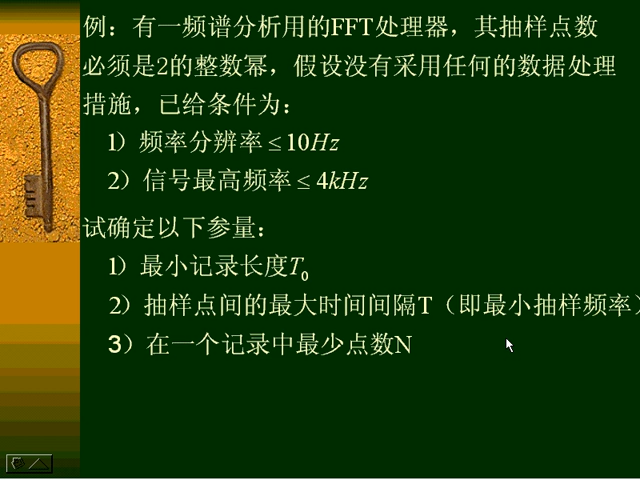 例：有一频谱分析用的FFT处理器，其抽样点数
必须是2的整数幂，假设没有采用任何的数据处理
措施，已给条件为：
1）频率分辨率 ≤ 10Hz
2）信号最高频率 ≤ 4kHz
试确定以下参量：
1）最小记录长度T₀
2）抽样点间的最大时间间隔T（即最小抽样频率）
3）在一个记录中最少点数N